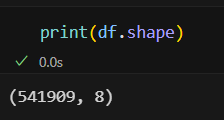 print(df.shape)
0.0s
(541909, 8)